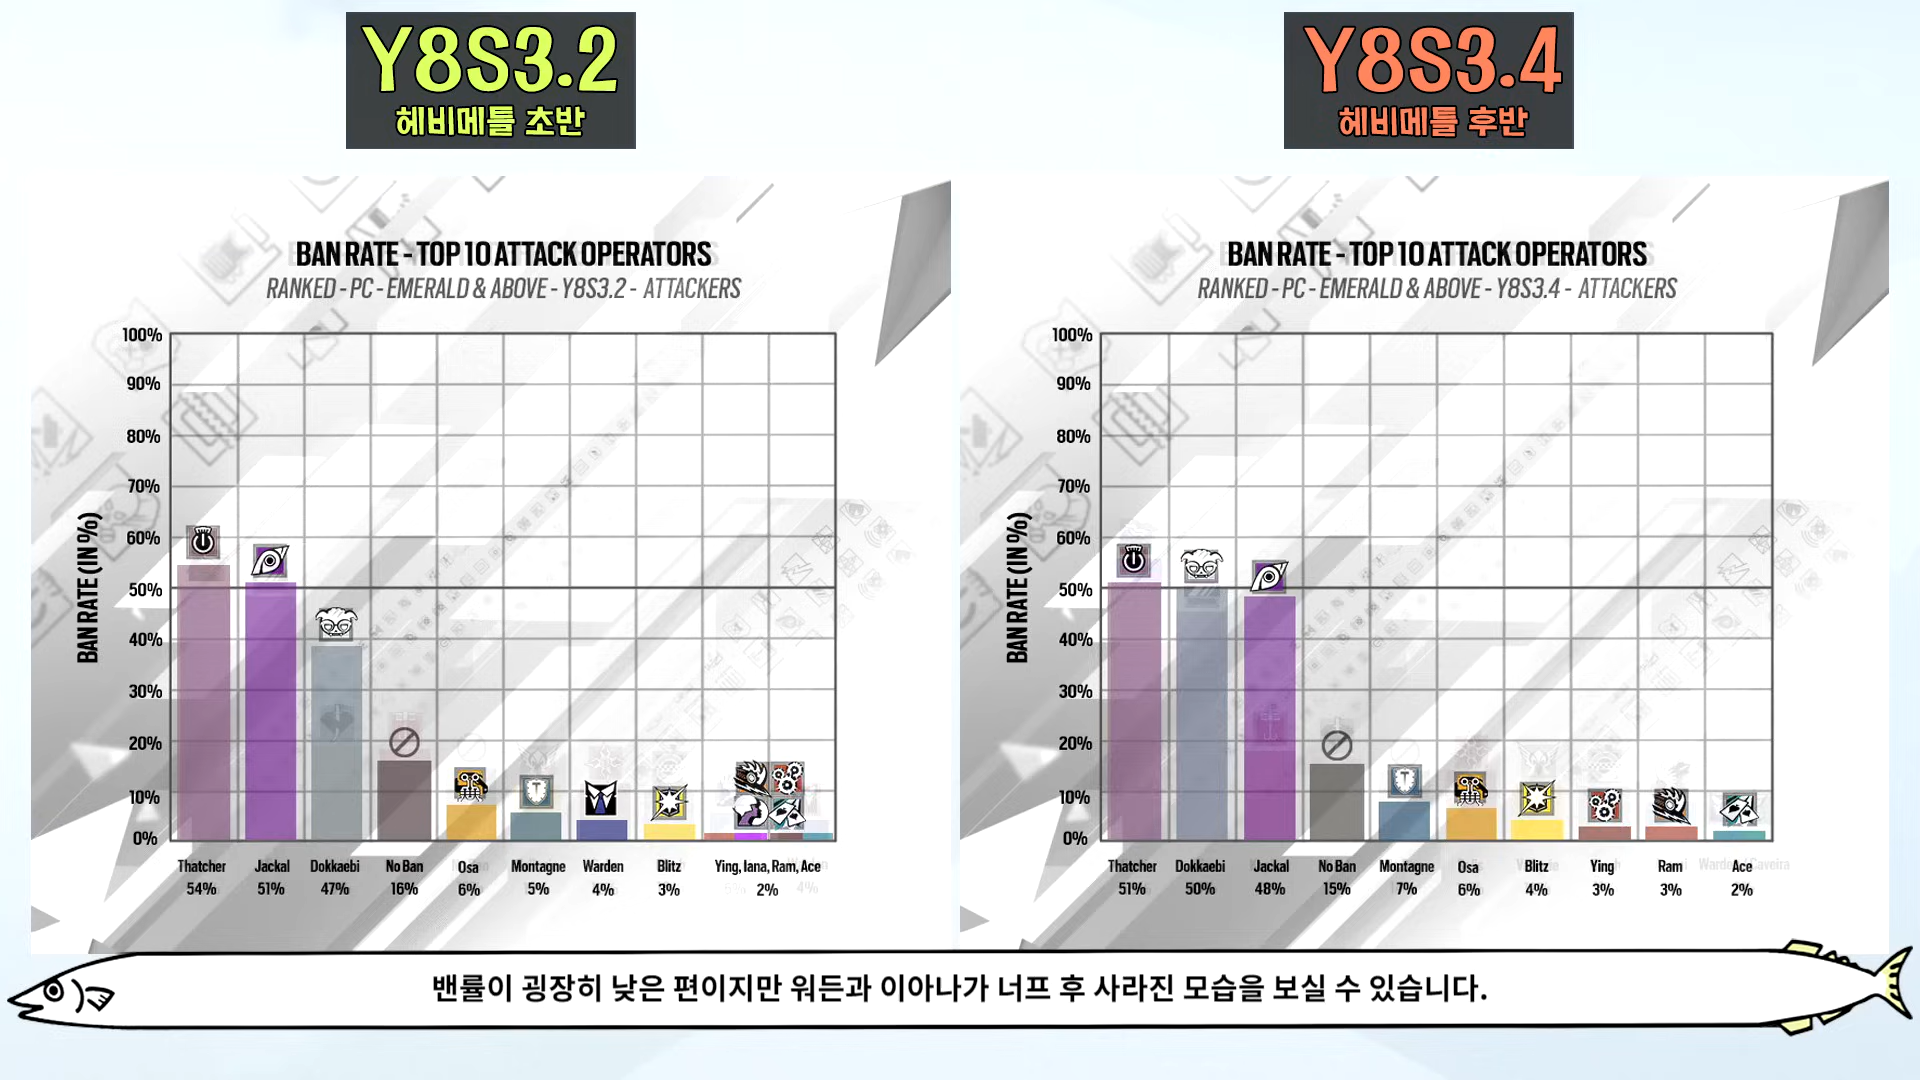 Y8S3.2
헤비메틀 초반
Y8S3.4
헤비메틀 후반
BAN RATE - TOP 10 ATTACK OPERATORS
RANKED - PC - EMERALD & ABOVE - Y8S3.2 - ATTACKERS
100%
90%
80%
70%
60%
50%
40%
30%
20%
10%
0%
BAN RATE (IN %)
Thatcher Jackal Dokkaebi No Ban Osa Montagne Warden Blitz Ying, Iana, Ram, Ace
54% 51% 47% 16% 6% 5% 4% 3% 2%
BAN RATE - TOP 10 ATTACK OPERATORS
RANKED - PC - EMERALD & ABOVE - Y8S3.4 - ATTACKERS
100%
90%
80%
70%
60%
50%
40%
30%
20%
10%
0%
BAN RATE (IN %)
Thatcher Dokkaebi Jackal No Ban Montagne Osa Blitz Ying Ram Ace
51% 50% 48% 15% 7% 6% 4% 3% 3% 2%
밴률이 굉장히 낮은 편이지만 워든과 이아나가 너프 후 사라진 모습을 보실 수 있습니다.